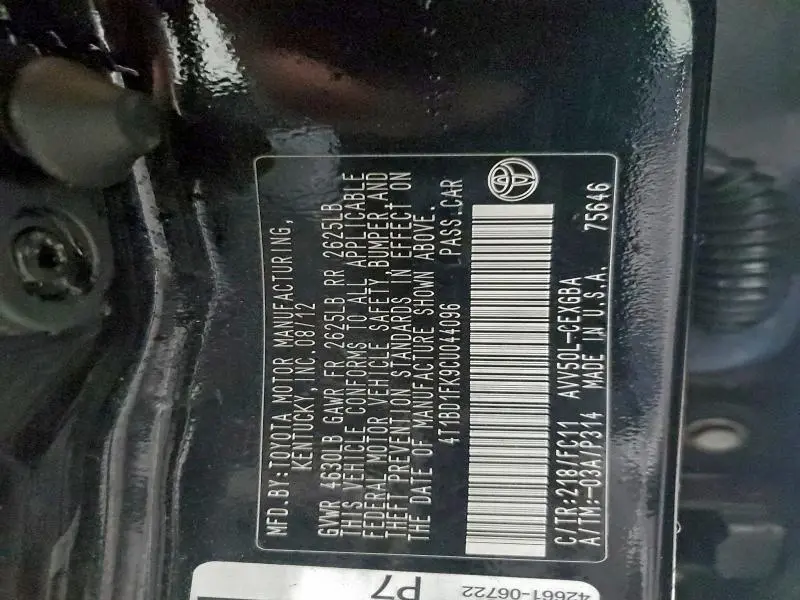 MFD.BY:TOYOTA MOTOR MANUFACTURING,
KENTUCKY, INC.08/12
GVWR 4630LB GAWR FR 2625LB RR 2625LB
THIS VEHICLE CONFORMS TO ALL APPLICABLE
FEDERAL MOTOR VEHICLE SAFETY, BUMPER, AND
THEFT PREVENTION STANDARDS IN EFFECT ON
THE DATE OF MANUFACTURE SHOWN ABOVE.
4T1BD1FK9CU044096 PASS.CAR
C/TR:218/FC11 AVV50L-CEXGBA
A/TM:-03A/P314 MADE IN U.S.A. 75646
P7
42661-06722